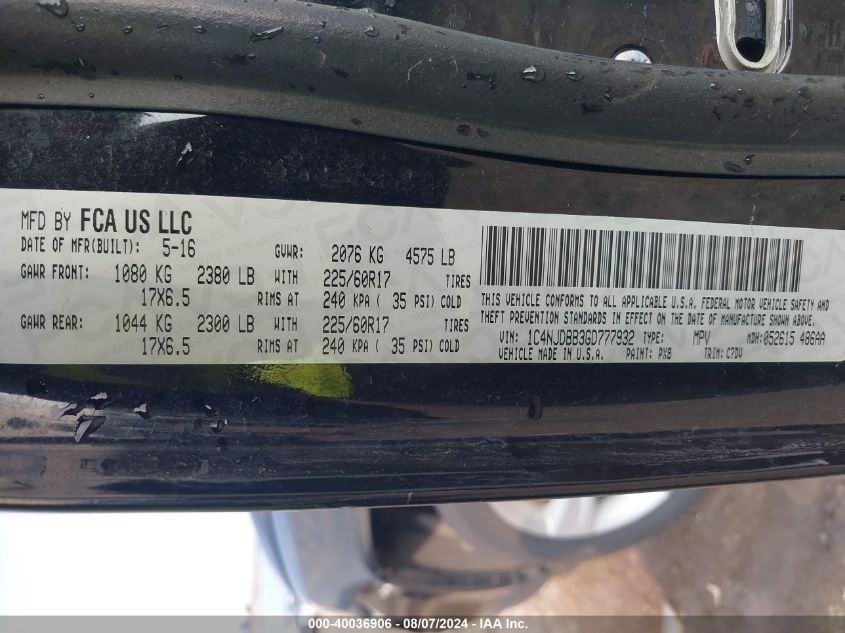 MFD BY FCA US LLC
DATE OF MFR(BUILT): 5-16 GVWR: 2076 KG 4575 LB
GAWR FRONT: 1080 KG 2380 LB WITH 225/60R17 TIRES
17X6.5 RIMS AT 240 KPA ( 35 PSI) COLD
GAWR REAR: 1044 KG 2300 LB WITH 225/60R17 TIRES
17X6.5 RIMS AT 240 KPA ( 35 PSI) COLD
THIS VEHICLE CONFORMS TO ALL APPLICABLE U.S.A. FEDERAL MOTOR VEHICLE SAFETY AND
THEFT PREVENTION STANDARDS IN EFFECT ON THE DATE OF MANUFACTURE SHOWN ABOVE.
VIN: 1C4NJDBB3GD777932 TYPE: MPV MDH:052615 486AA
VEHICLE MADE IN U.S.A. PAINT: PX8 TRIM: C7DV
000-40036906 - 08/07/2024 - IAA Inc.